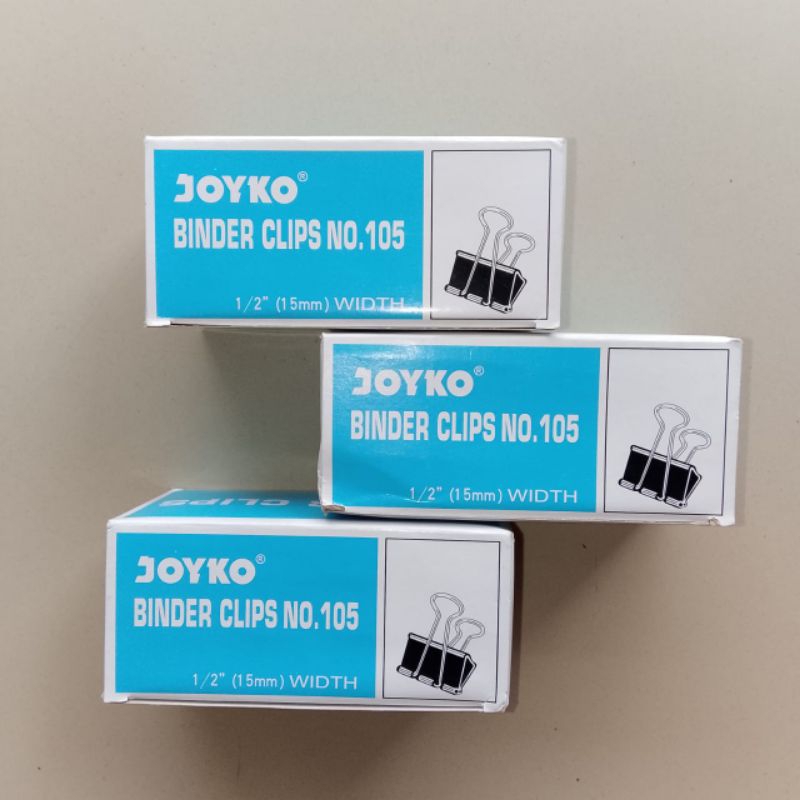 JOYKO®
BINDER CLIPS NO.105
1/2" (15mm) WIDTH
JOYKO®
BINDER CLIPS NO.105
1/2" (15mm) WIDTH
R CLIPS
JOYKO®
BINDER CLIPS NO.105
1/2" (15mm) WIDTH